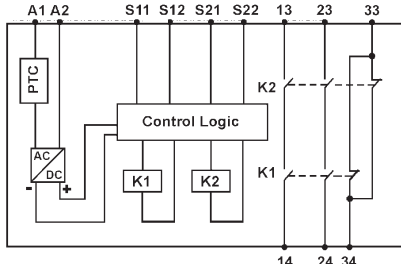 A1 A2 S11 S12 S21 S22 13 23 33
PTC
K2
Control Logic
AC
DC
- +
K1 K2
K1
14 24 34